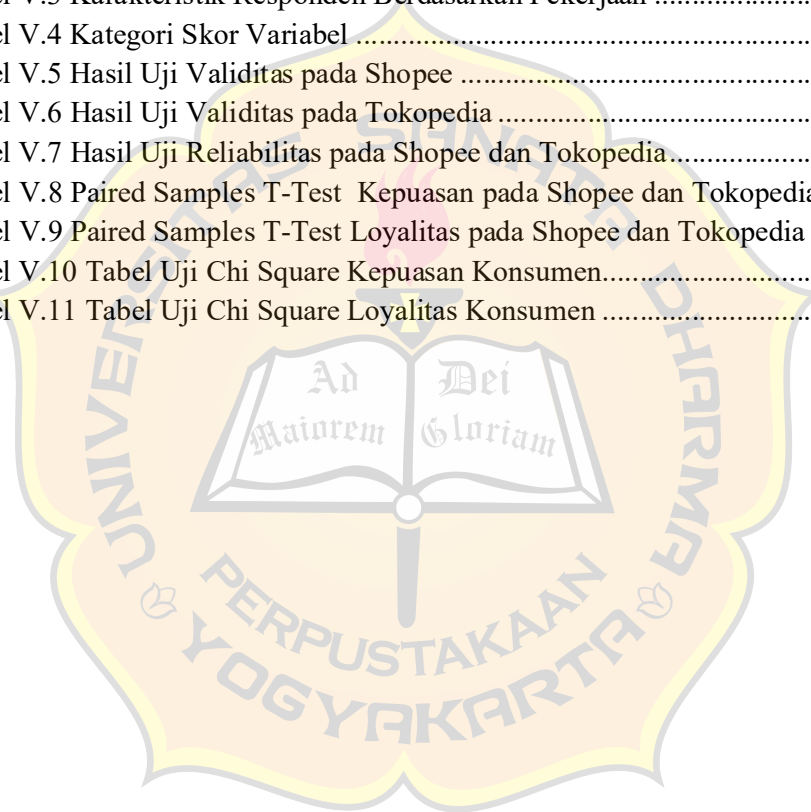 el V.3 Karakteristik Responden Berdasarkan Pekerjaan ....................
el V.4 Kategori Skor Variabel ............................................................
el V.5 Hasil Uji Validitas pada Shopee ..............................................
el V.6 Hasil Uji Validitas pada Tokopedia .........................................
el V.7 Hasil Uji Reliabilitas pada Shopee dan Tokopedia..................
el V.8 Paired Samples T-Test Kepuasan pada Shopee dan Tokopedia
el V.9 Paired Samples T-Test Loyalitas pada Shopee dan Tokopedia
el V.10 Tabel Uji Chi Square Kepuasan Konsumen...........................
el V.11 Tabel Uji Chi Square Loyalitas Konsumen ...........................
UNIVERSITAS SANATA DHARMA
Ad Dei
Maiorem Gloriam
PERPUSTAKAAN
YOGYAKARTA